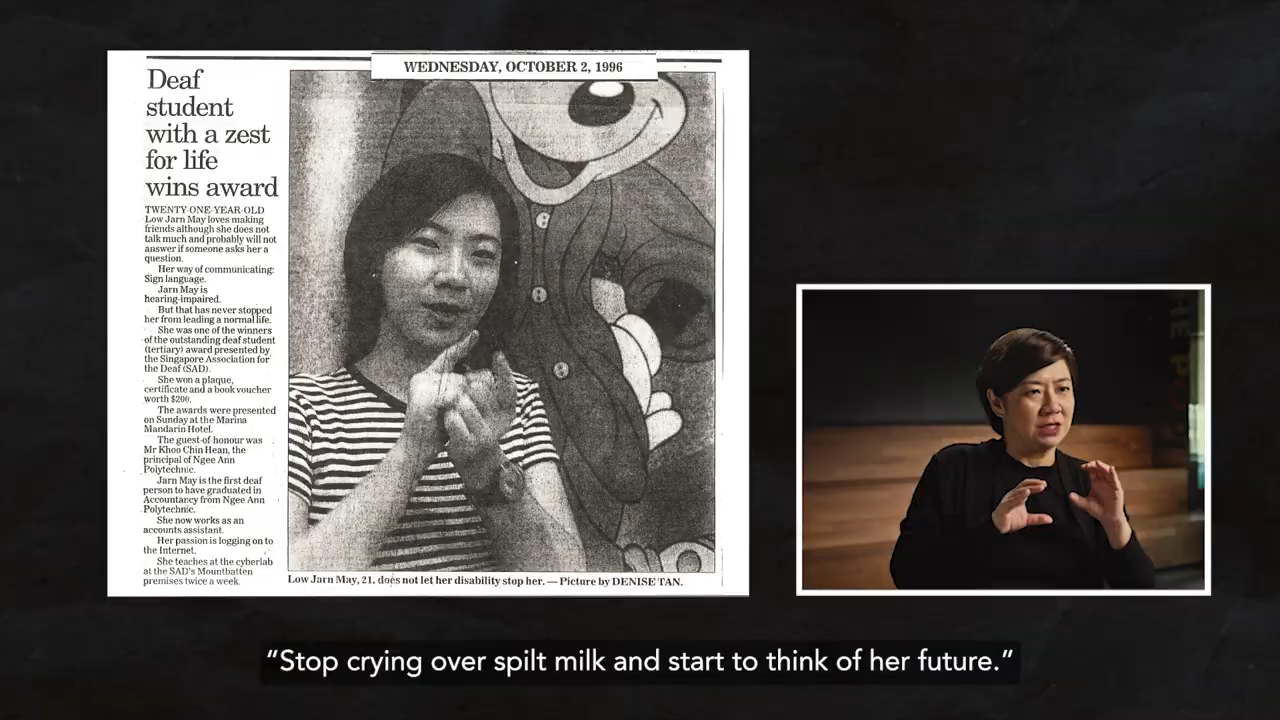 WEDNESDAY, OCTOBER 2, 1996
Deaf
student
with a zest
for life
wins award
TWENTY-ONE-YEAR-OLD
Low Jarn May loves making
friends although she does not
talk much and probably will not
answer if someone asks her a
question.
Her way of communicating:
Sign language.
Jarn May is
hearing-impaired.
But that has never stopped
her from leading a normal life.
She was one of the winners
of the outstanding deaf student
(tertiary) award presented by
the Singapore Association for
the Deaf (SAD).
She won a plaque,
certificate and a book voucher
worth $200.
The awards were presented
on Sunday at the Marina
Mandarin Hotel.
The guest-of-honour was
Mr Khoo Chin Hean, the
principal of Ngee Ann
Polytechnic.
Jarn May is the first deaf
person to have graduated in
Accountancy from Ngee Ann
Polytechnic.
She now works as an
accounts assistant.
Her passion is logging on to
the Internet.
She teaches at the cyberlab
at the SAD's Mountbatten
premises twice a week.
Low Jarn May, 21, does not let her disability stop her. — Picture by DENISE TAN.
“Stop crying over spilt milk and start to think of her future.”